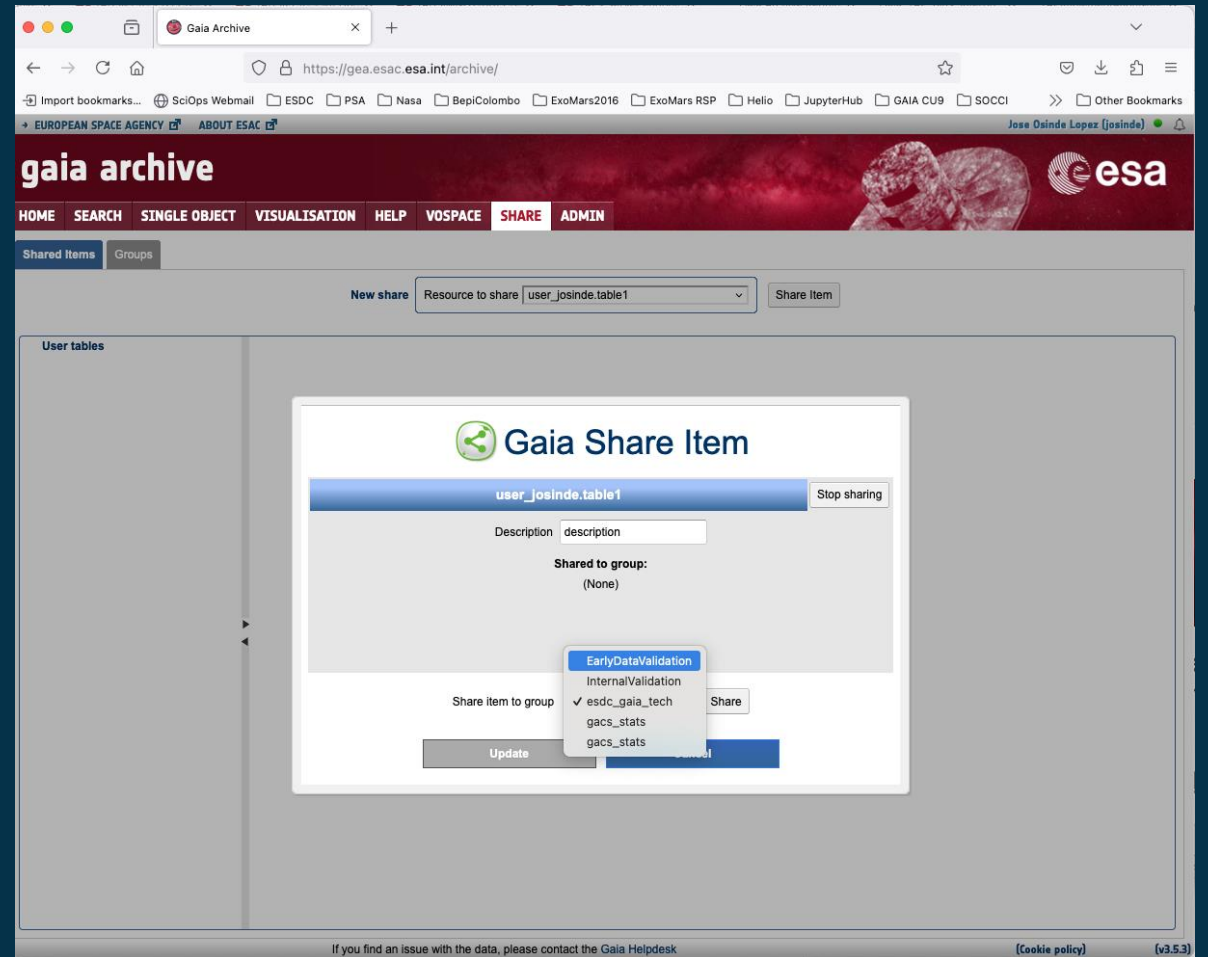 Gaia Archive
https://gea.esac.esa.int/archive/
Import bookmarks... SciOps Webmail ESDC PSA Nasa BepiColombo ExoMars2016 ExoMars RSP Helio JupyterHub GAIA CU9 SOCCI Other Bookmarks
EUROPEAN SPACE AGENCY ABOUT ESAC Jose Osinde Lopez (josinde)
gaia archive esa
HOME SEARCH SINGLE OBJECT VISUALISATION HELP VOSPACE SHARE ADMIN
Shared Items Groups
New share Resource to share user_josinde.table1 Share Item
User tables
Gaia Share Item
user_josinde.table1 Stop sharing
Description description
Shared to group:
(None)
EarlyDataValidation
InternalValidation
Share item to group ✓ esdc_gaia_tech Share
gacs_stats
gacs_stats
Update
If you find an issue with the data, please contact the Gaia Helpdesk (Cookie policy) (v3.5.3)